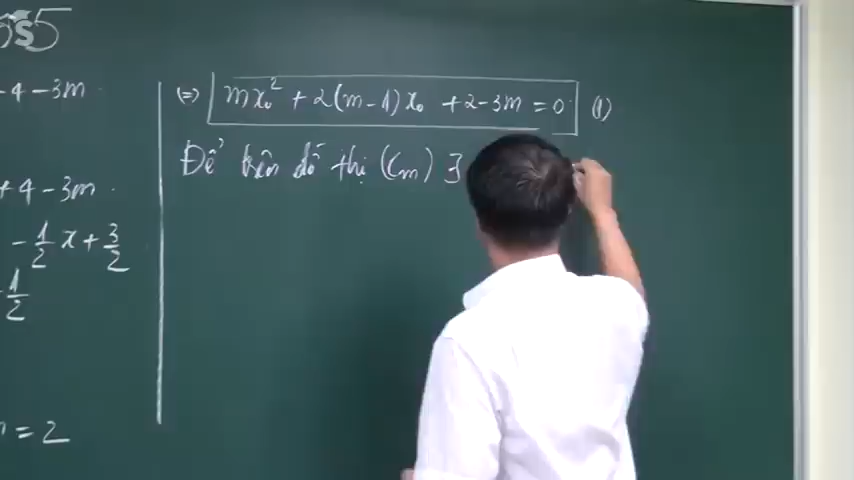 -4-3m.
+4-3m.
-1/2 x + 3/2
1/2
= 2
(=) mx₀² + 2(m-1)x₀ + 2-3m = 0 (1)
Để trên đồ thị (Cm) ∃